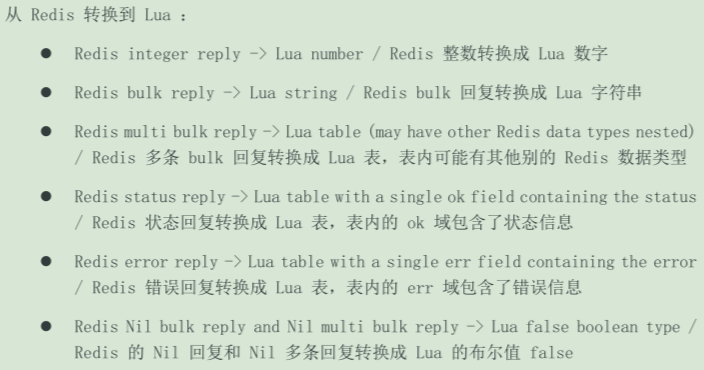 从 Redis 转换到 Lua ：
● Redis integer reply -> Lua number / Redis 整数转换成 Lua 数字
● Redis bulk reply -> Lua string / Redis bulk 回复转换成 Lua 字符串
● Redis multi bulk reply -> Lua table (may have other Redis data types nested)
/ Redis 多条 bulk 回复转换成 Lua 表，表内可能有其他别的 Redis 数据类型
● Redis status reply -> Lua table with a single ok field containing the status
/ Redis 状态回复转换成 Lua 表，表内的 ok 域包含了状态信息
● Redis error reply -> Lua table with a single err field containing the error
/ Redis 错误回复转换成 Lua 表，表内的 err 域包含了错误信息
● Redis Nil bulk reply and Nil multi bulk reply -> Lua false boolean type /
Redis 的 Nil 回复和 Nil 多条回复转换成 Lua 的布尔值 false